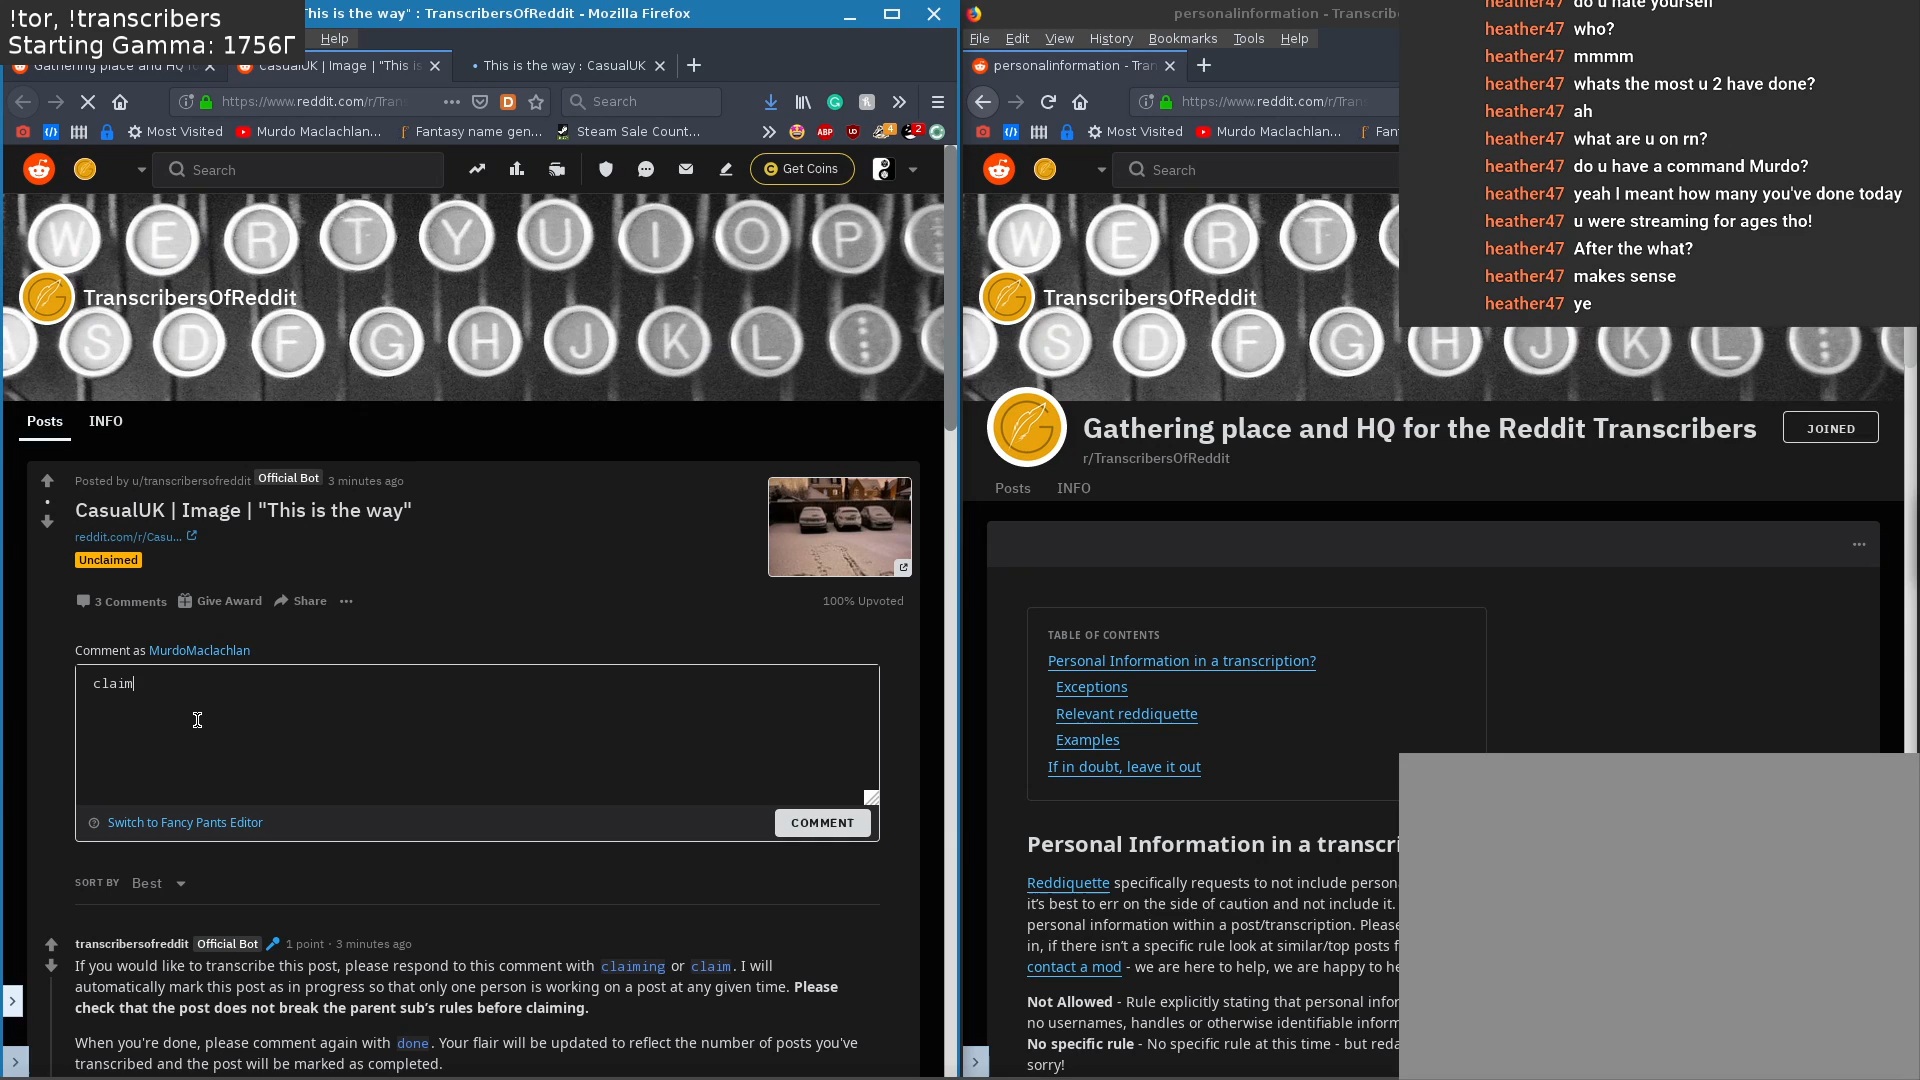 !tor, !transcribers
Starting Gamma: 1756Γ
This is the way" : TranscribersOfReddit - Mozilla Firefox
Help
Gathering place and HQ
casualUK | Image | "This is
This is the way : CasualUK
https://www.reddit.com/r/Tran
Search
Most Visited
Murdo Maclachlan...
Fantasy name gen...
Steam Sale Count...
ABP
4
2
Search
Get Coins
W E R T Y U I O P
A S D F G H J K L
TranscribersOfReddit
Posts
INFO
Posted by u/transcribersofreddit Official Bot 3 minutes ago
CasualUK | Image | "This is the way"
reddit.com/r/Casu...
Unclaimed
3 Comments
Give Award
Share
100% Upvoted
Comment as MurdoMaclachlan
claim
Switch to Fancy Pants Editor
COMMENT
SORT BY Best
transcribersofreddit Official Bot 1 point · 3 minutes ago
If you would like to transcribe this post, please respond to this comment with claiming or claim. I will
automatically mark this post as in progress so that only one person is working on a post at any given time. Please
check that the post does not break the parent sub's rules before claiming.
When you're done, please comment again with done. Your flair will be updated to reflect the number of posts you've
transcribed and the post will be marked as completed.
personalinformation - Transcribe
File Edit View History Bookmarks Tools Help
personalinformation - Tran
https://www.reddit.com/r/Tran
Most Visited
Murdo Maclachlan...
Fan
Search
W E R T
S D F G H J K L
TranscribersOfReddit
Gathering place and HQ for the Reddit Transcribers
JOINED
r/TranscribersOfReddit
Posts
INFO
TABLE OF CONTENTS
Personal Information in a transcription?
Exceptions
Relevant reddiquette
Examples
If in doubt, leave it out
Personal Information in a transcri
Reddiquette specifically requests to not include person
it's best to err on the side of caution and not include it.
personal information within a post/transcription. Please
in, if there isn't a specific rule look at similar/top posts f
contact a mod - we are here to help, we are happy to he
Not Allowed - Rule explicitly stating that personal infor
no usernames, handles or otherwise identifiable inform
No specific rule - No specific rule at this time - but reda
sorry!
heather47 do u hate yourself
heather47 who?
heather47 mmmm
heather47 whats the most u 2 have done?
heather47 ah
heather47 what are u on rn?
heather47 do u have a command Murdo?
heather47 yeah I meant how many you've done today
heather47 u were streaming for ages tho!
heather47 After the what?
heather47 makes sense
heather47 ye